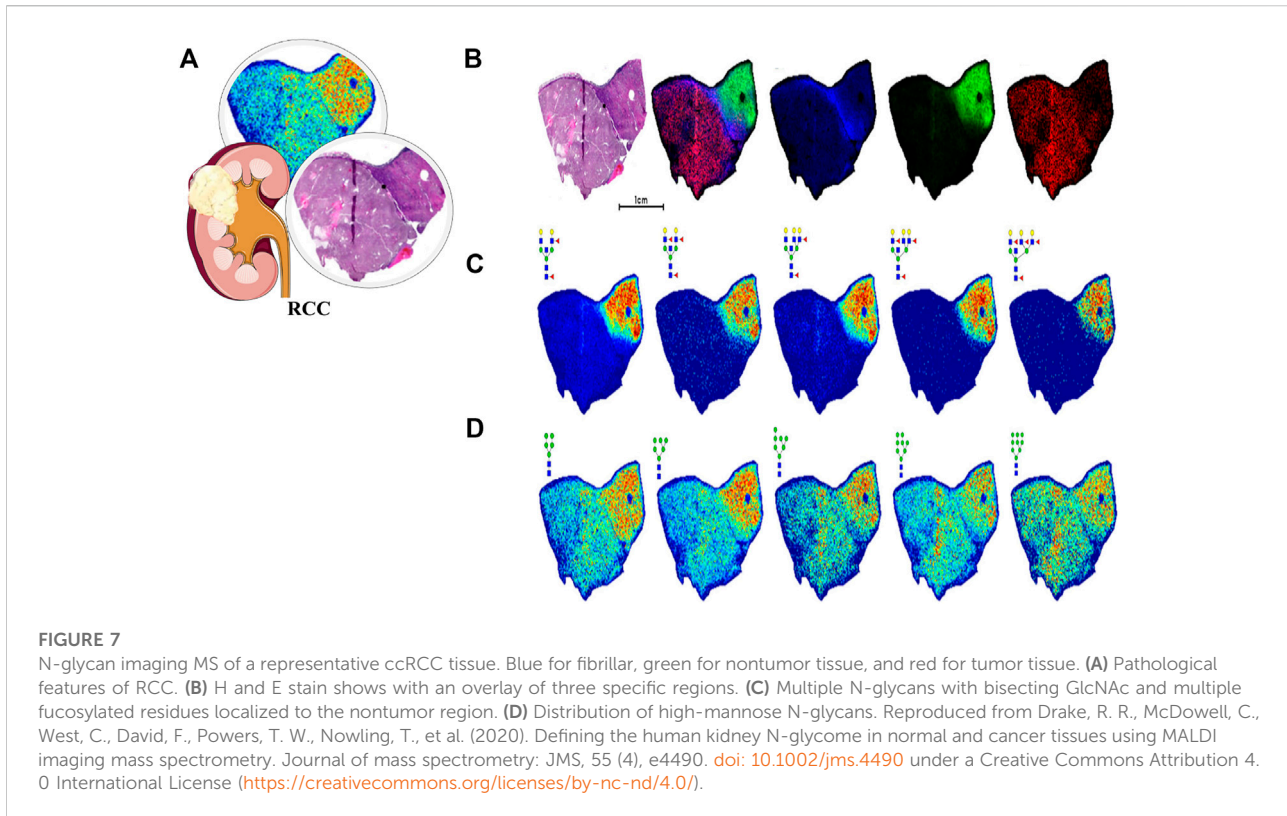 A
B
1cm
C
RCC
D
FIGURE 7
N-glycan imaging MS of a representative ccRCC tissue. Blue for fibrillar, green for nontumor tissue, and red for tumor tissue. (A) Pathological
features of RCC. (B) H and E stain shows with an overlay of three specific regions. (C) Multiple N-glycans with bisecting GlcNAc and multiple
fucosylated residues localized to the nontumor region. (D) Distribution of high-mannose N-glycans. Reproduced from Drake, R. R., McDowell, C.,
West, C., David, F., Powers, T. W., Nowling, T., et al. (2020). Defining the human kidney N-glycome in normal and cancer tissues using MALDI
imaging mass spectrometry. Journal of mass spectrometry: JMS, 55 (4), e4490. doi: 10.1002/jms.4490 under a Creative Commons Attribution 4.
0 International License (https://creativecommons.org/licenses/by-nc-nd/4.0/).